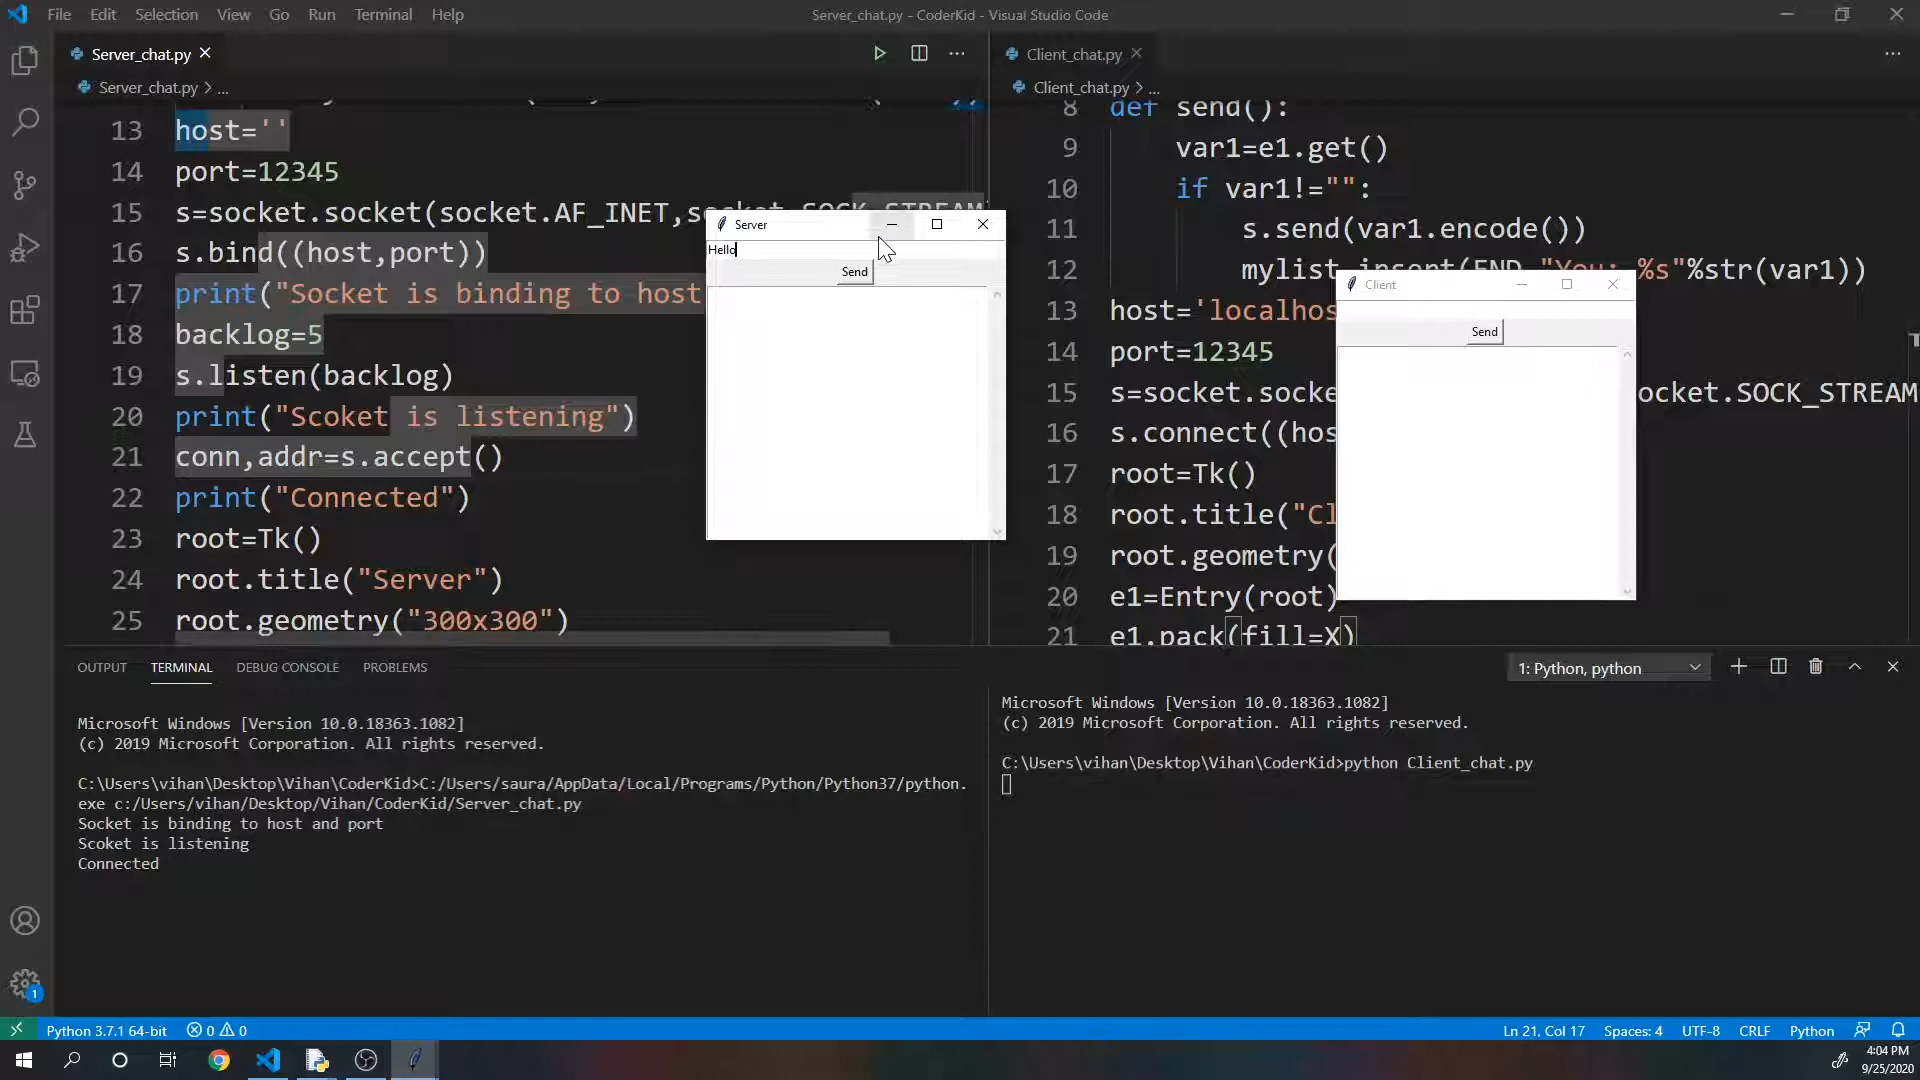 File Edit Selection View Go Run Terminal Help
Server_chat.py - CoderKid - Visual Studio Code
Server_chat.py
Server_chat.py > ...
13 host=''
14 port=12345
15 s=socket.socket(socket.AF_INET,socket.SOCK_STREAM
16 s.bind((host,port))
17 print("Socket is binding to host
18 backlog=5
19 s.listen(backlog)
20 print("Scoket is listening")
21 conn,addr=s.accept()
22 print("Connected")
23 root=Tk()
24 root.title("Server")
25 root.geometry("300x300")
Server
Hello
Send
Client_chat.py
Client_chat.py > ...
8 def send():
9 var1=e1.get()
10 if var1!="":
11 s.send(var1.encode())
12 mylist.insert(END,"You: %s"%str(var1))
13 host='localhos
14 port=12345
15 s=socket.socke ocket.SOCK_STREAM
16 s.connect((hos
17 root=Tk()
18 root.title("Cl
19 root.geometry(
20 e1=Entry(root)
21 e1.pack(fill=X)
Client
Send
OUTPUT TERMINAL DEBUG CONSOLE PROBLEMS
1: Python, python
Microsoft Windows [Version 10.0.18363.1082]
(c) 2019 Microsoft Corporation. All rights reserved.
C:\Users\vihan\Desktop\Vihan\CoderKid>C:/Users/saura/AppData/Local/Programs/Python/Python37/python.
exe c:/Users/vihan/Desktop/Vihan/CoderKid/Server_chat.py
Socket is binding to host and port
Scoket is listening
Connected
Microsoft Windows [Version 10.0.18363.1082]
(c) 2019 Microsoft Corporation. All rights reserved.
C:\Users\vihan\Desktop\Vihan\CoderKid>python Client_chat.py
1
Python 3.7.1 64-bit 0 0
Ln 21, Col 17 Spaces: 4 UTF-8 CRLF Python
4:04 PM
9/25/2020